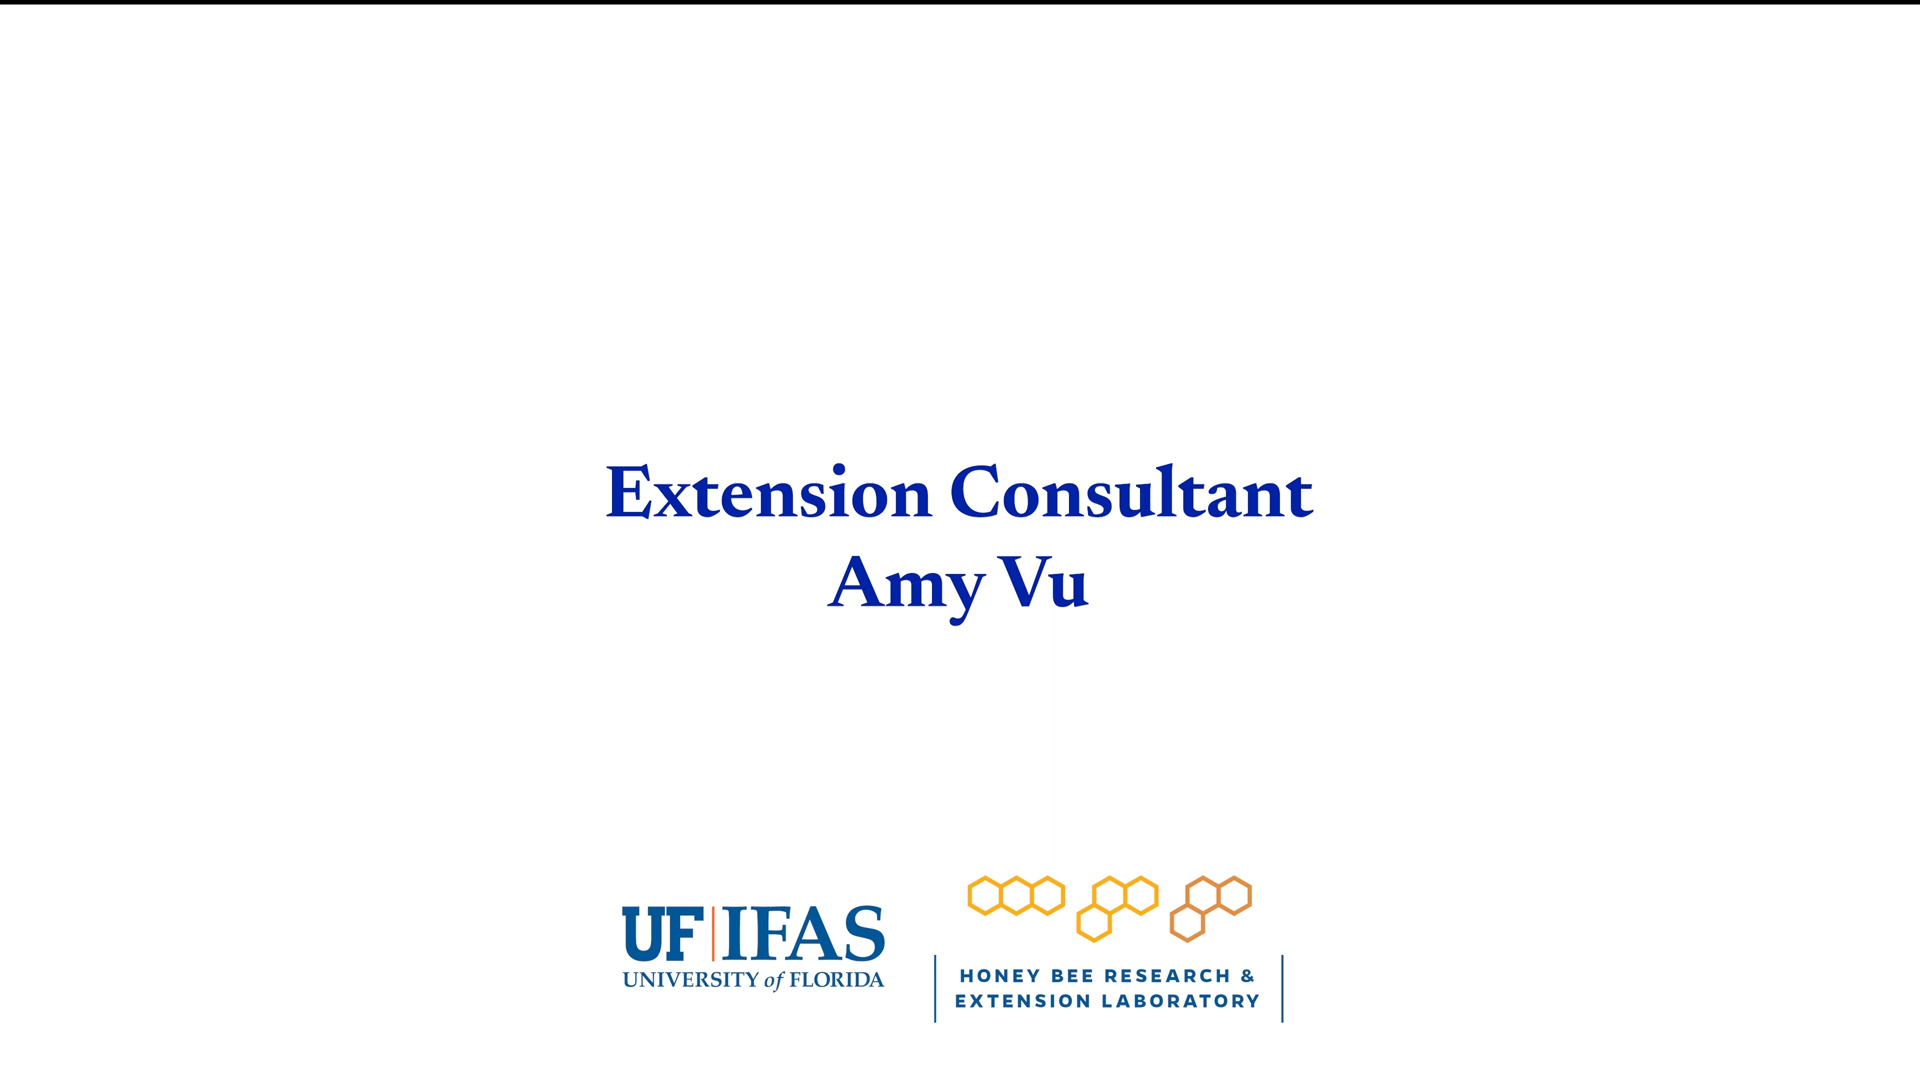 Extension Consultant
Amy Vu
UF|IFAS
UNIVERSITY of FLORIDA
HONEY BEE RESEARCH &
EXTENSION LABORATORY